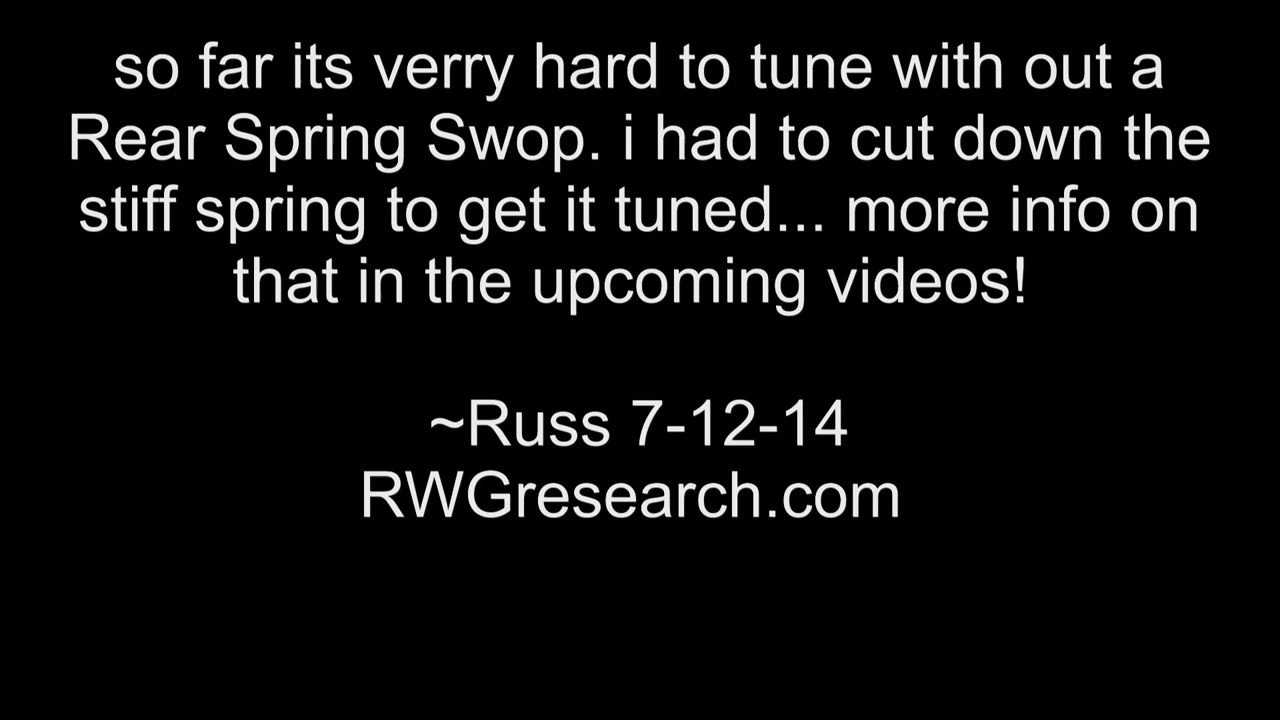 so far its verry hard to tune with out a
Rear Spring Swop. i had to cut down the
stiff spring to get it tuned... more info on
that in the upcoming videos!
~Russ 7-12-14
RWGresearch.com